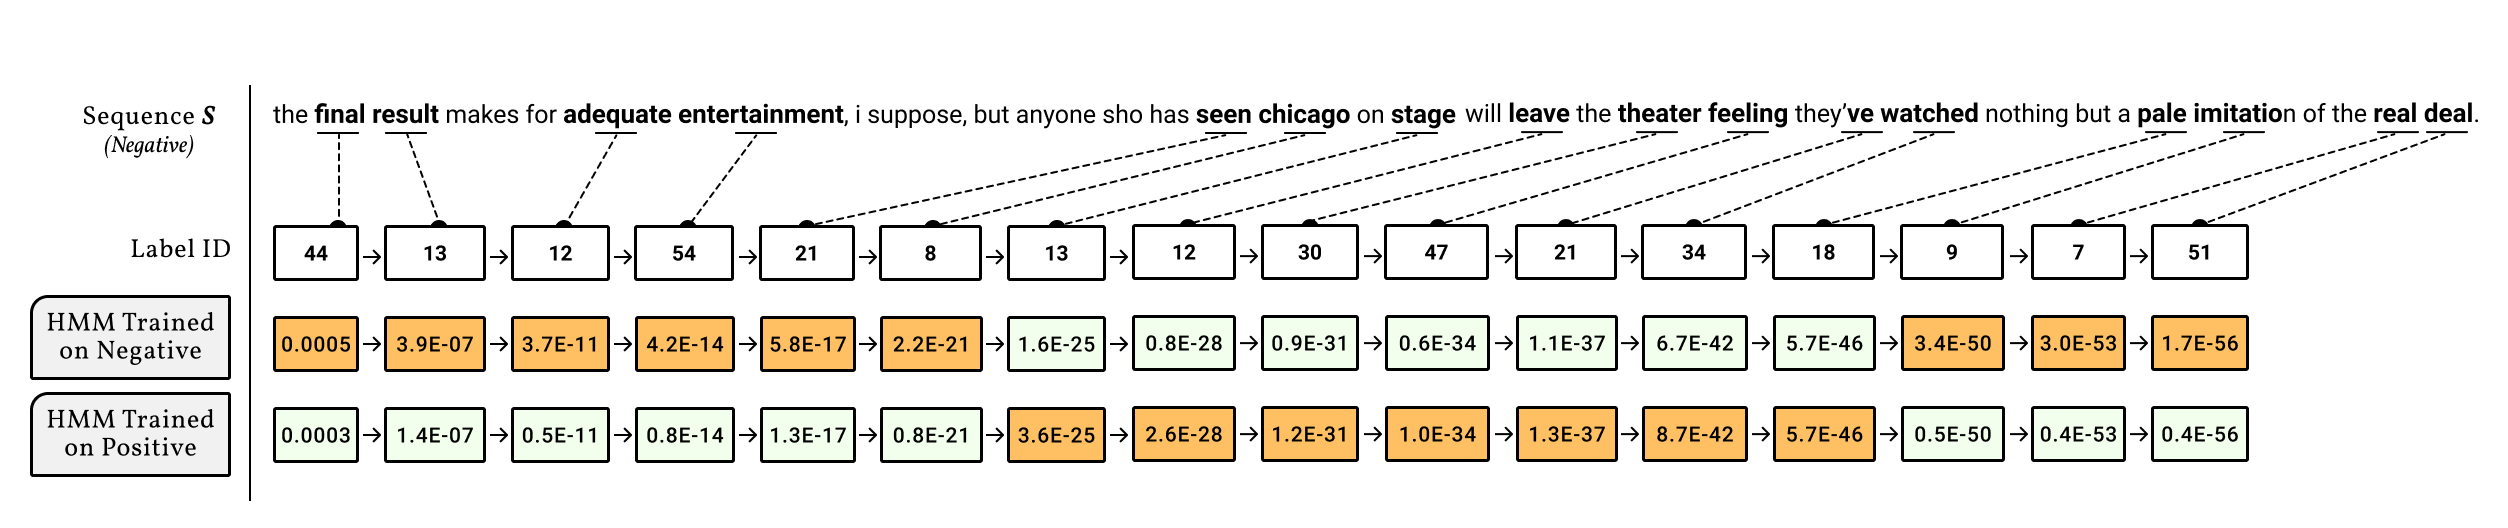 Sequence S
(Negative)
the final result makes for adequate entertainment, i suppose, but anyone sho has seen chicago on stage will leave the theater feeling they've watched nothing but a pale imitation of the real deal.
Label ID
44 → 13 → 12 → 54 → 21 → 8 → 13 → 12 → 30 → 47 → 21 → 34 → 18 → 9 → 7 → 51
HMM Trained
on Negative
0.0005 → 3.9E-07 → 3.7E-11 → 4.2E-14 → 5.8E-17 → 2.2E-21 → 1.6E-25 → 0.8E-28 → 0.9E-31 → 0.6E-34 → 1.1E-37 → 6.7E-42 → 5.7E-46 → 3.4E-50 → 3.0E-53 → 1.7E-56
HMM Trained
on Positive
0.0003 → 1.4E-07 → 0.5E-11 → 0.8E-14 → 1.3E-17 → 0.8E-21 → 3.6E-25 → 2.6E-28 → 1.2E-31 → 1.0E-34 → 1.3E-37 → 8.7E-42 → 5.7E-46 → 0.5E-50 → 0.4E-53 → 0.4E-56